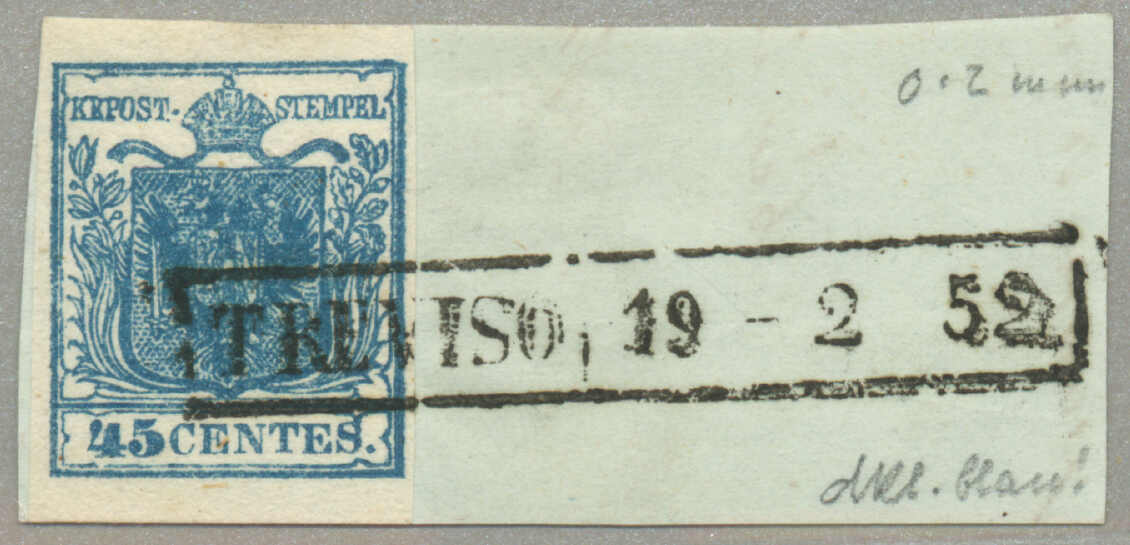 KKPOST- STEMPEL
0.2 mm
TREVISO 19 - 2 52
45 CENTES.
dkl. blau!